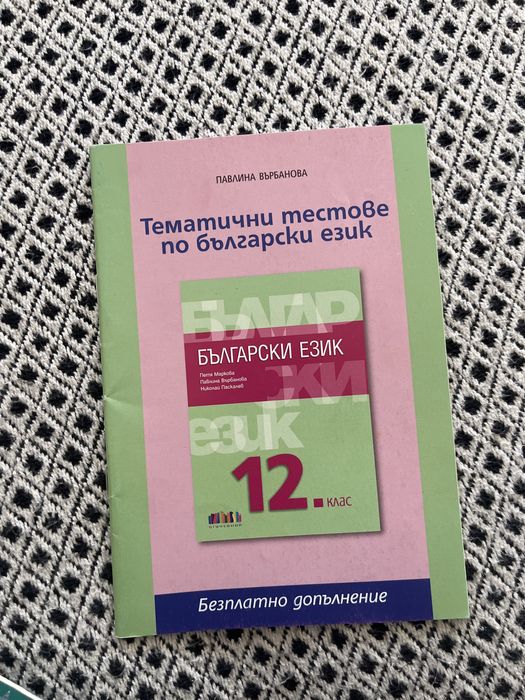 ПАВЛИНА ВЪРБАНОВА
Тематични тестове
по български език
БЪЛГАР
БЪЛГАРСКИ ЕЗИК
Петя Маркова
Павлина Върбанова
Николай Паскалев
ски
език
12. клас
Безплатно допълнение